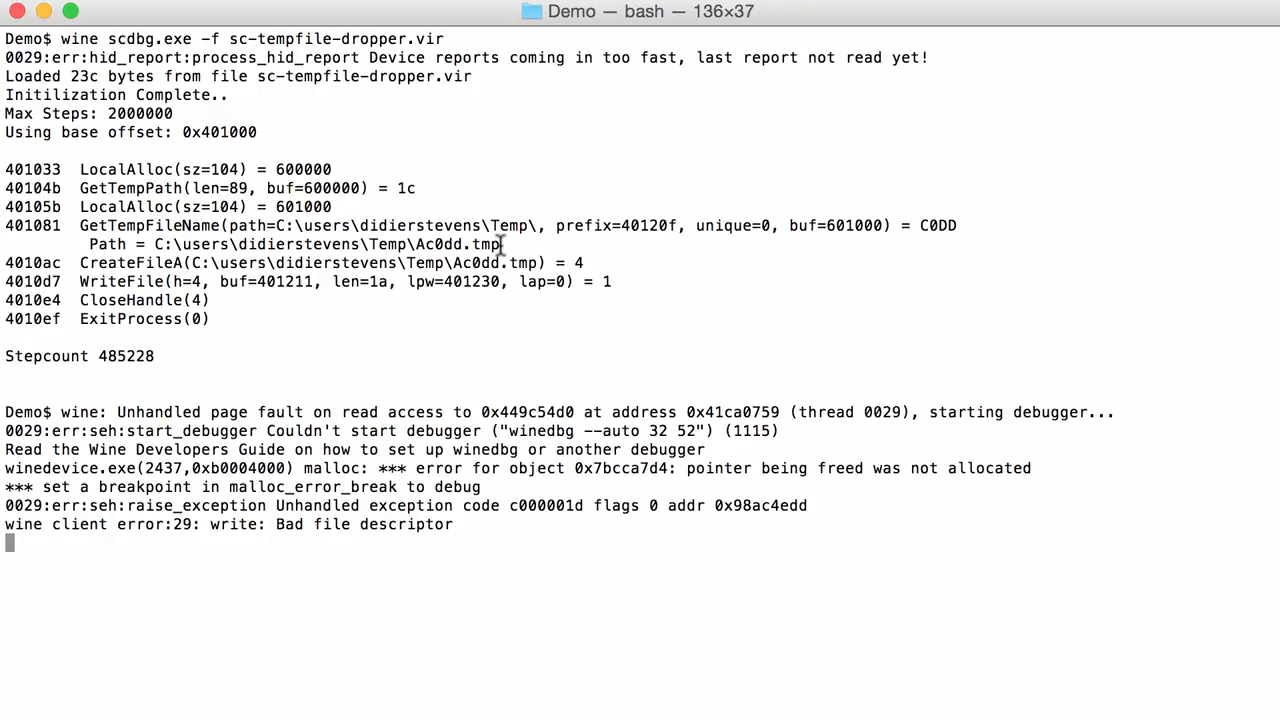 Demo — bash — 136×37
Demo$ wine scdbg.exe -f sc-tempfile-dropper.vir
0029:err:hid_report:process_hid_report Device reports coming in too fast, last report not read yet!
Loaded 23c bytes from file sc-tempfile-dropper.vir
Initilization Complete..
Max Steps: 2000000
Using base offset: 0x401000
401033  LocalAlloc(sz=104) = 600000
40104b  GetTempPath(len=89, buf=600000) = 1c
40105b  LocalAlloc(sz=104) = 601000
401081  GetTempFileName(path=C:\users\didierstevens\Temp\, prefix=40120f, unique=0, buf=601000) = C0DD
Path = C:\users\didierstevens\Temp\Ac0dd.tmp
4010ac  CreateFileA(C:\users\didierstevens\Temp\Ac0dd.tmp) = 4
4010d7  WriteFile(h=4, buf=401211, len=1a, lpw=401230, lap=0) = 1
4010e4  CloseHandle(4)
4010ef  ExitProcess(0)
Stepcount 485228
Demo$ wine: Unhandled page fault on read access to 0x449c54d0 at address 0x41ca0759 (thread 0029), starting debugger...
0029:err:seh:start_debugger Couldn't start debugger ("winedbg --auto 32 52") (1115)
Read the Wine Developers Guide on how to set up winedbg or another debugger
winedevice.exe(2437,0xb0004000) malloc: *** error for object 0x7bcca7d4: pointer being freed was not allocated
*** set a breakpoint in malloc_error_break to debug
0029:err:seh:raise_exception Unhandled exception code c000001d flags 0 addr 0x98ac4edd
wine client error:29: write: Bad file descriptor